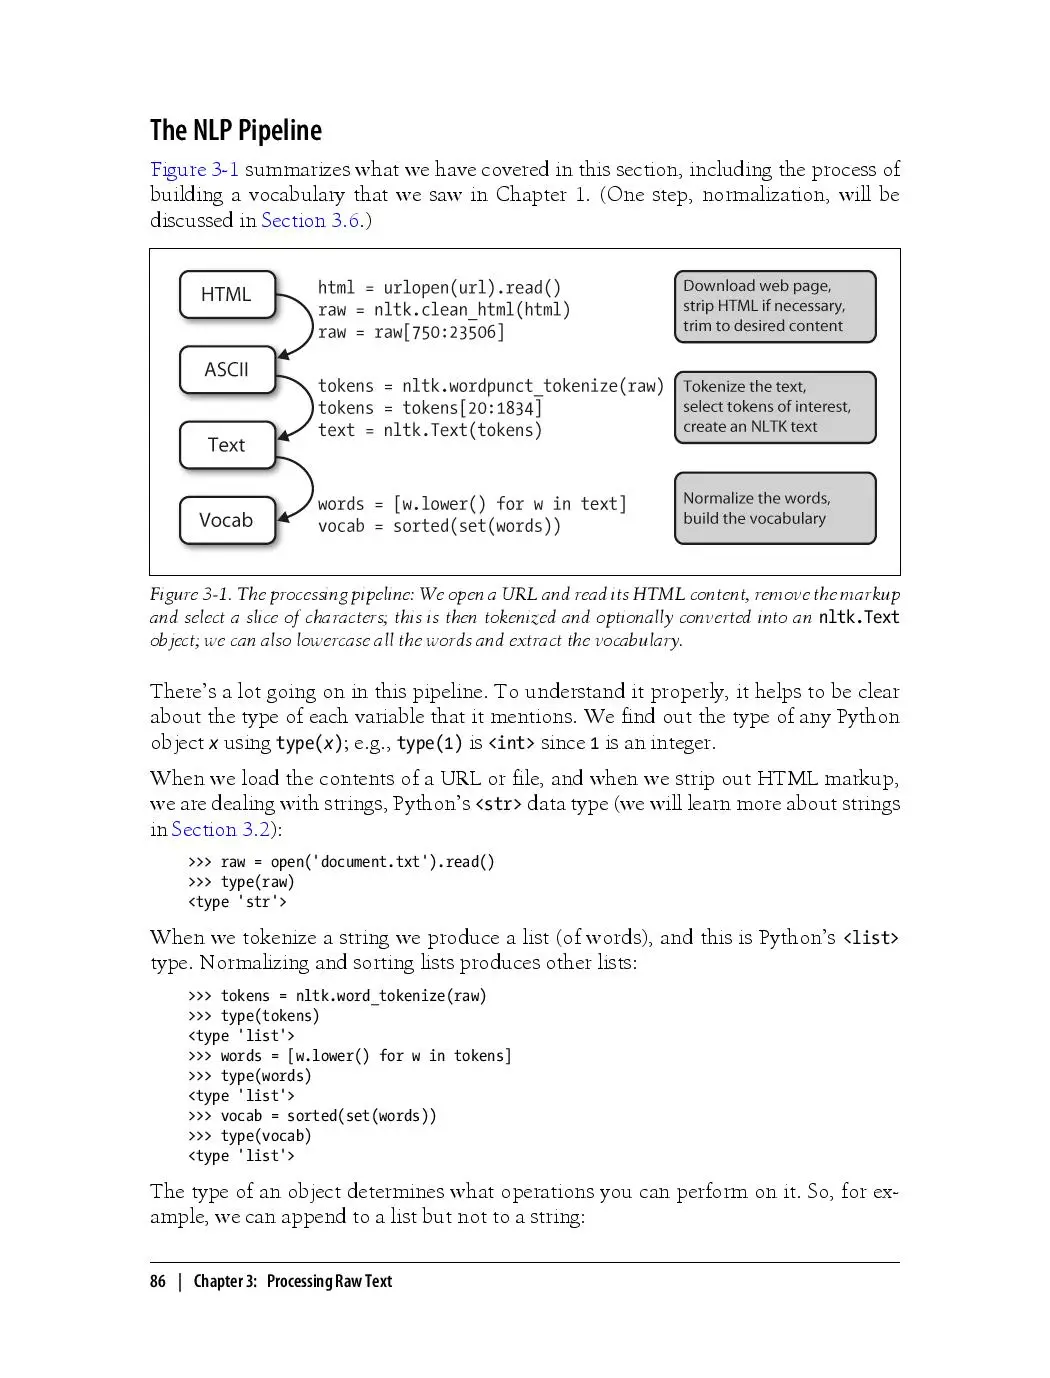 The NLP Pipeline
Figure 3-1 summarizes what we have covered in this section, including the process of
building a vocabulary that we saw in Chapter 1. (One step, normalization, will be
discussed in Section 3.6.)
HTML
html = urlopen(url).read()
raw = nltk.clean_html(html)
raw = raw[750:23506]
Download web page,
strip HTML if necessary,
trim to desired content
ASCII
tokens = nltk.wordpunct_tokenize(raw)
tokens = tokens[20:1834]
text = nltk.Text(tokens)
Tokenize the text,
select tokens of interest,
create an NLTK text
Text
words = [w.lower() for w in text]
vocab = sorted(set(words))
Normalize the words,
build the vocabulary
Vocab
Figure 3-1. The processing pipeline: We open a URL and read its HTML content, remove the markup
and select a slice of characters; this is then tokenized and optionally converted into an nltk.Text
object; we can also lowercase all the words and extract the vocabulary.
There's a lot going on in this pipeline. To understand it properly, it helps to be clear
about the type of each variable that it mentions. We find out the type of any Python
object x using type(x); e.g., type(1) is <int> since 1 is an integer.
When we load the contents of a URL or file, and when we strip out HTML markup,
we are dealing with strings, Python's <str> data type (we will learn more about strings
in Section 3.2):
>>> raw = open('document.txt').read()
>>> type(raw)
<type 'str'>
When we tokenize a string we produce a list (of words), and this is Python's <list>
type. Normalizing and sorting lists produces other lists:
>>> tokens = nltk.word_tokenize(raw)
>>> type(tokens)
<type 'list'>
>>> words = [w.lower() for w in tokens]
>>> type(words)
<type 'list'>
>>> vocab = sorted(set(words))
>>> type(vocab)
<type 'list'>
The type of an object determines what operations you can perform on it. So, for ex-
ample, we can append to a list but not to a string:
86 | Chapter 3: Processing Raw Text